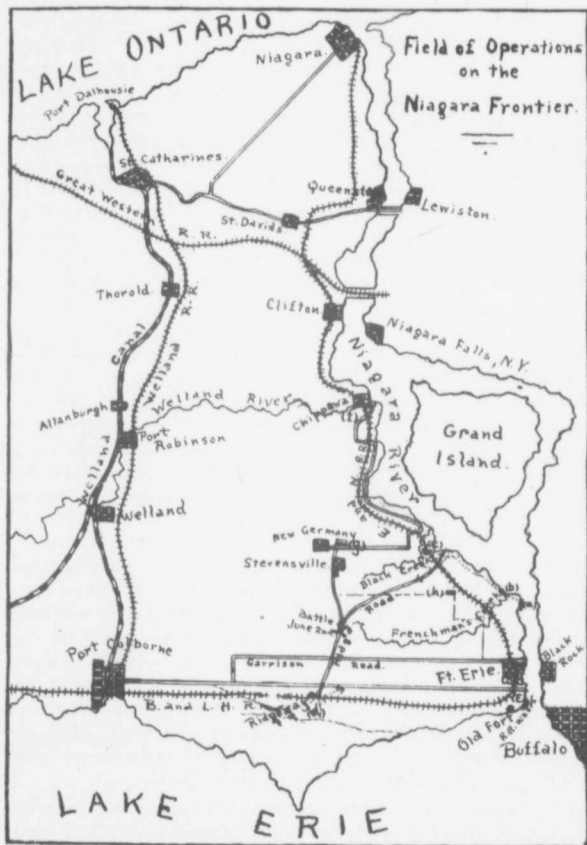 LAKE ONTARIO
Field of Operations
on the
Niagara Frontier.
Niagara.
Port Dalhousie
St. Catharines.
Great Western
R. R.
Queenston
Lewiston.
St. Davids.
Thorold.
Clifton.
Niagara Falls, N.Y.
Canal
Welland
R. R.
Welland River
Allanburgh
Port
Robinson
Chippawa
Niagara
River
Grand
Island.
Welland
Welland
New Germany
Stevensville.
Black Creek
Battle
June 2nd
Ridge
Road
Frenchman's
(h)
(b)
Port Colborne
Garrison Road.
Ft. Erie.
Black
Rock
B. and L. H. R.
Ridgeway
Old Fort
Buffalo
LAKE ERIE